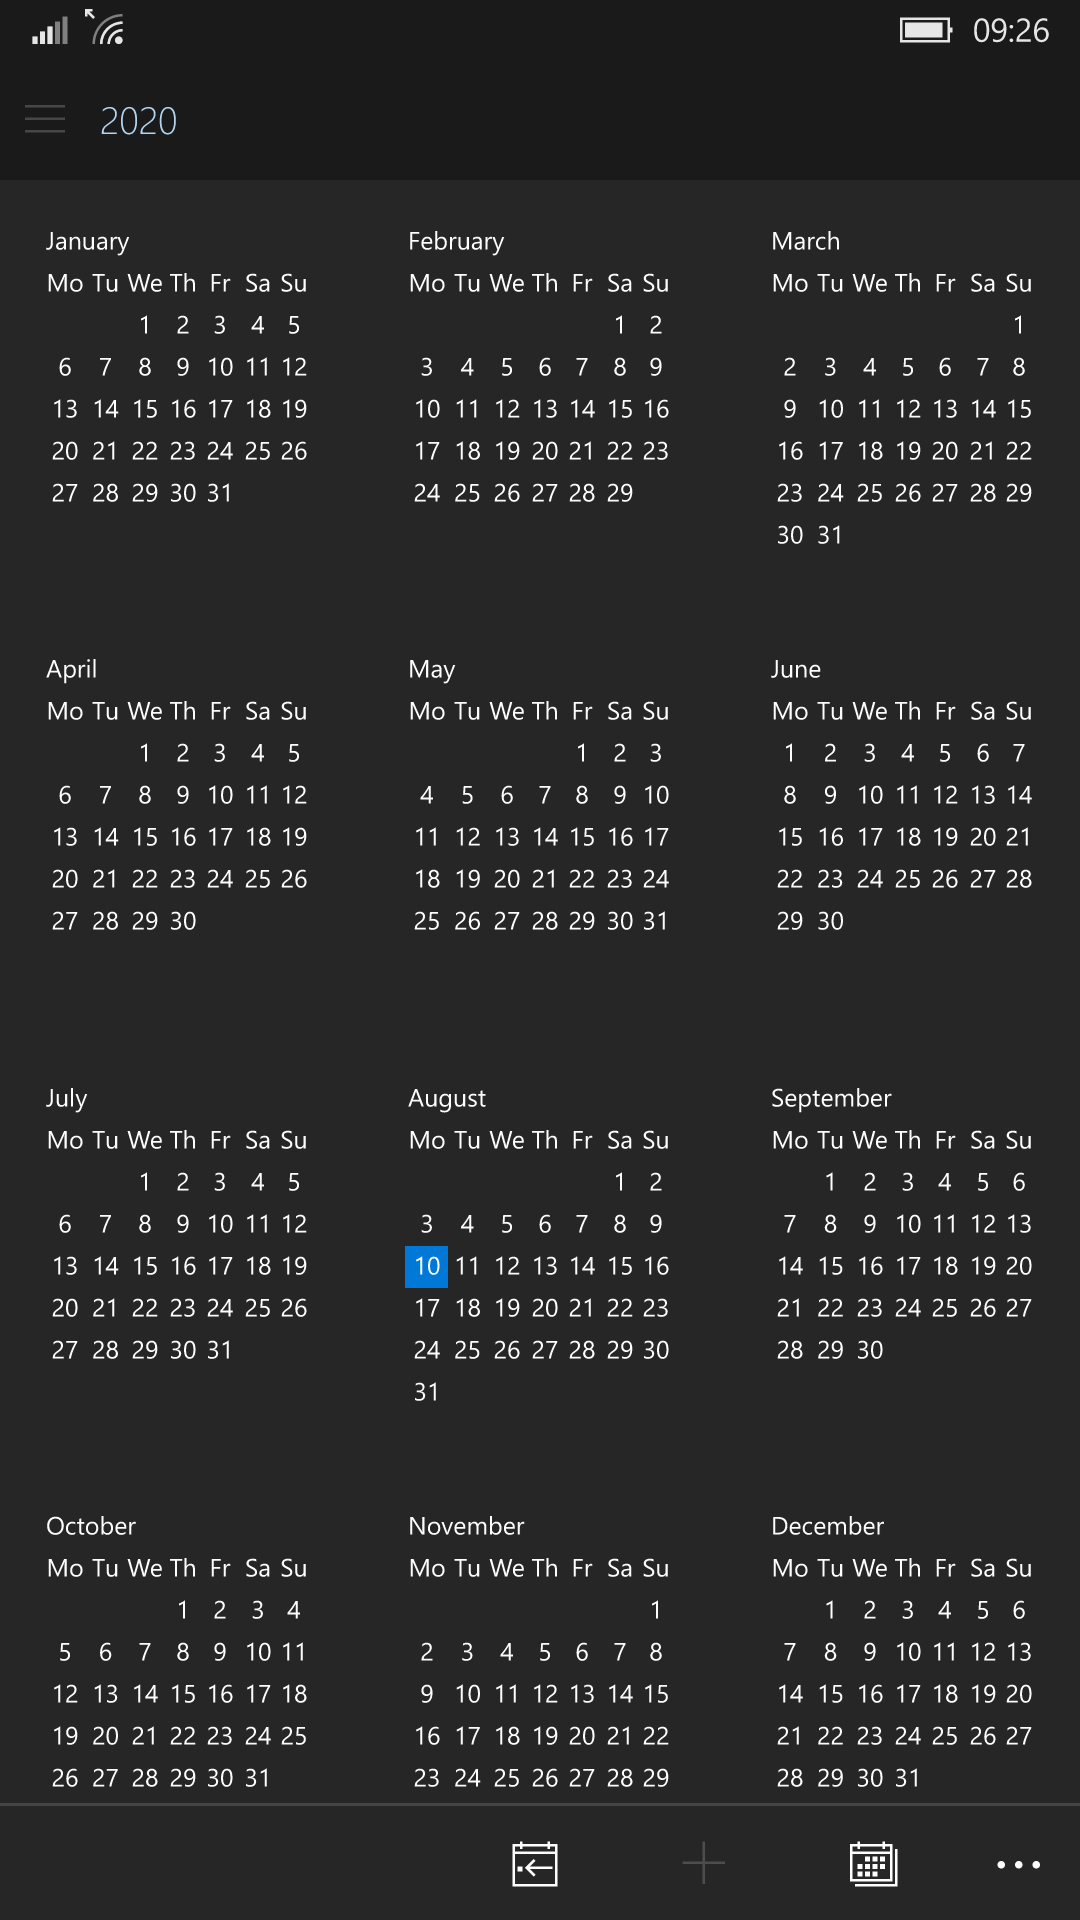 09:26
2020
January
Mo Tu We Th Fr Sa Su
1 2 3 4 5
6 7 8 9 10 11 12
13 14 15 16 17 18 19
20 21 22 23 24 25 26
27 28 29 30 31
February
Mo Tu We Th Fr Sa Su
1 2
3 4 5 6 7 8 9
10 11 12 13 14 15 16
17 18 19 20 21 22 23
24 25 26 27 28 29
March
Mo Tu We Th Fr Sa Su
1
2 3 4 5 6 7 8
9 10 11 12 13 14 15
16 17 18 19 20 21 22
23 24 25 26 27 28 29
30 31
April
Mo Tu We Th Fr Sa Su
1 2 3 4 5
6 7 8 9 10 11 12
13 14 15 16 17 18 19
20 21 22 23 24 25 26
27 28 29 30
May
Mo Tu We Th Fr Sa Su
1 2 3
4 5 6 7 8 9 10
11 12 13 14 15 16 17
18 19 20 21 22 23 24
25 26 27 28 29 30 31
June
Mo Tu We Th Fr Sa Su
1 2 3 4 5 6 7
8 9 10 11 12 13 14
15 16 17 18 19 20 21
22 23 24 25 26 27 28
29 30
July
Mo Tu We Th Fr Sa Su
1 2 3 4 5
6 7 8 9 10 11 12
13 14 15 16 17 18 19
20 21 22 23 24 25 26
27 28 29 30 31
August
Mo Tu We Th Fr Sa Su
1 2
3 4 5 6 7 8 9
10 11 12 13 14 15 16
17 18 19 20 21 22 23
24 25 26 27 28 29 30
31
September
Mo Tu We Th Fr Sa Su
1 2 3 4 5 6
7 8 9 10 11 12 13
14 15 16 17 18 19 20
21 22 23 24 25 26 27
28 29 30
October
Mo Tu We Th Fr Sa Su
1 2 3 4
5 6 7 8 9 10 11
12 13 14 15 16 17 18
19 20 21 22 23 24 25
26 27 28 29 30 31
November
Mo Tu We Th Fr Sa Su
1
2 3 4 5 6 7 8
9 10 11 12 13 14 15
16 17 18 19 20 21 22
23 24 25 26 27 28 29
December
Mo Tu We Th Fr Sa Su
1 2 3 4 5 6
7 8 9 10 11 12 13
14 15 16 17 18 19 20
21 22 23 24 25 26 27
28 29 30 31